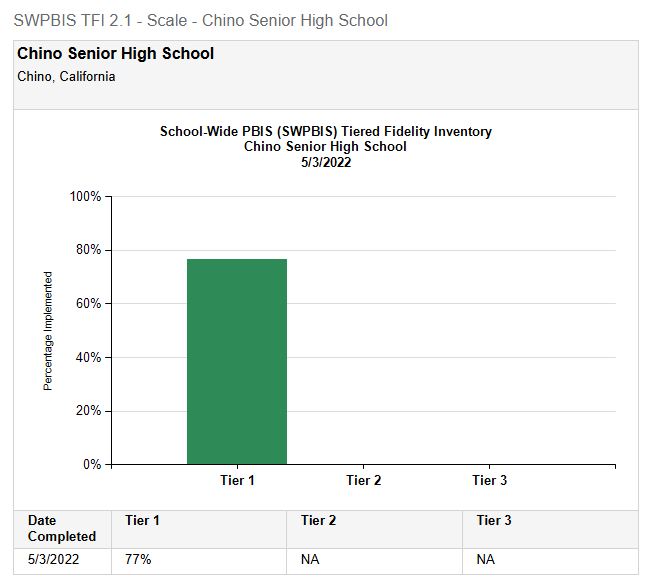 SWPBIS TFI 2.1 - Scale - Chino Senior High School
Chino Senior High School
Chino, California
School-Wide PBIS (SWPBIS) Tiered Fidelity Inventory
Chino Senior High School
5/3/2022
100%
80%
60%
40%
20%
0%
Percentage Implemented
Tier 1 Tier 2 Tier 3
Date Completed Tier 1 Tier 2 Tier 3
5/3/2022 77% NA NA